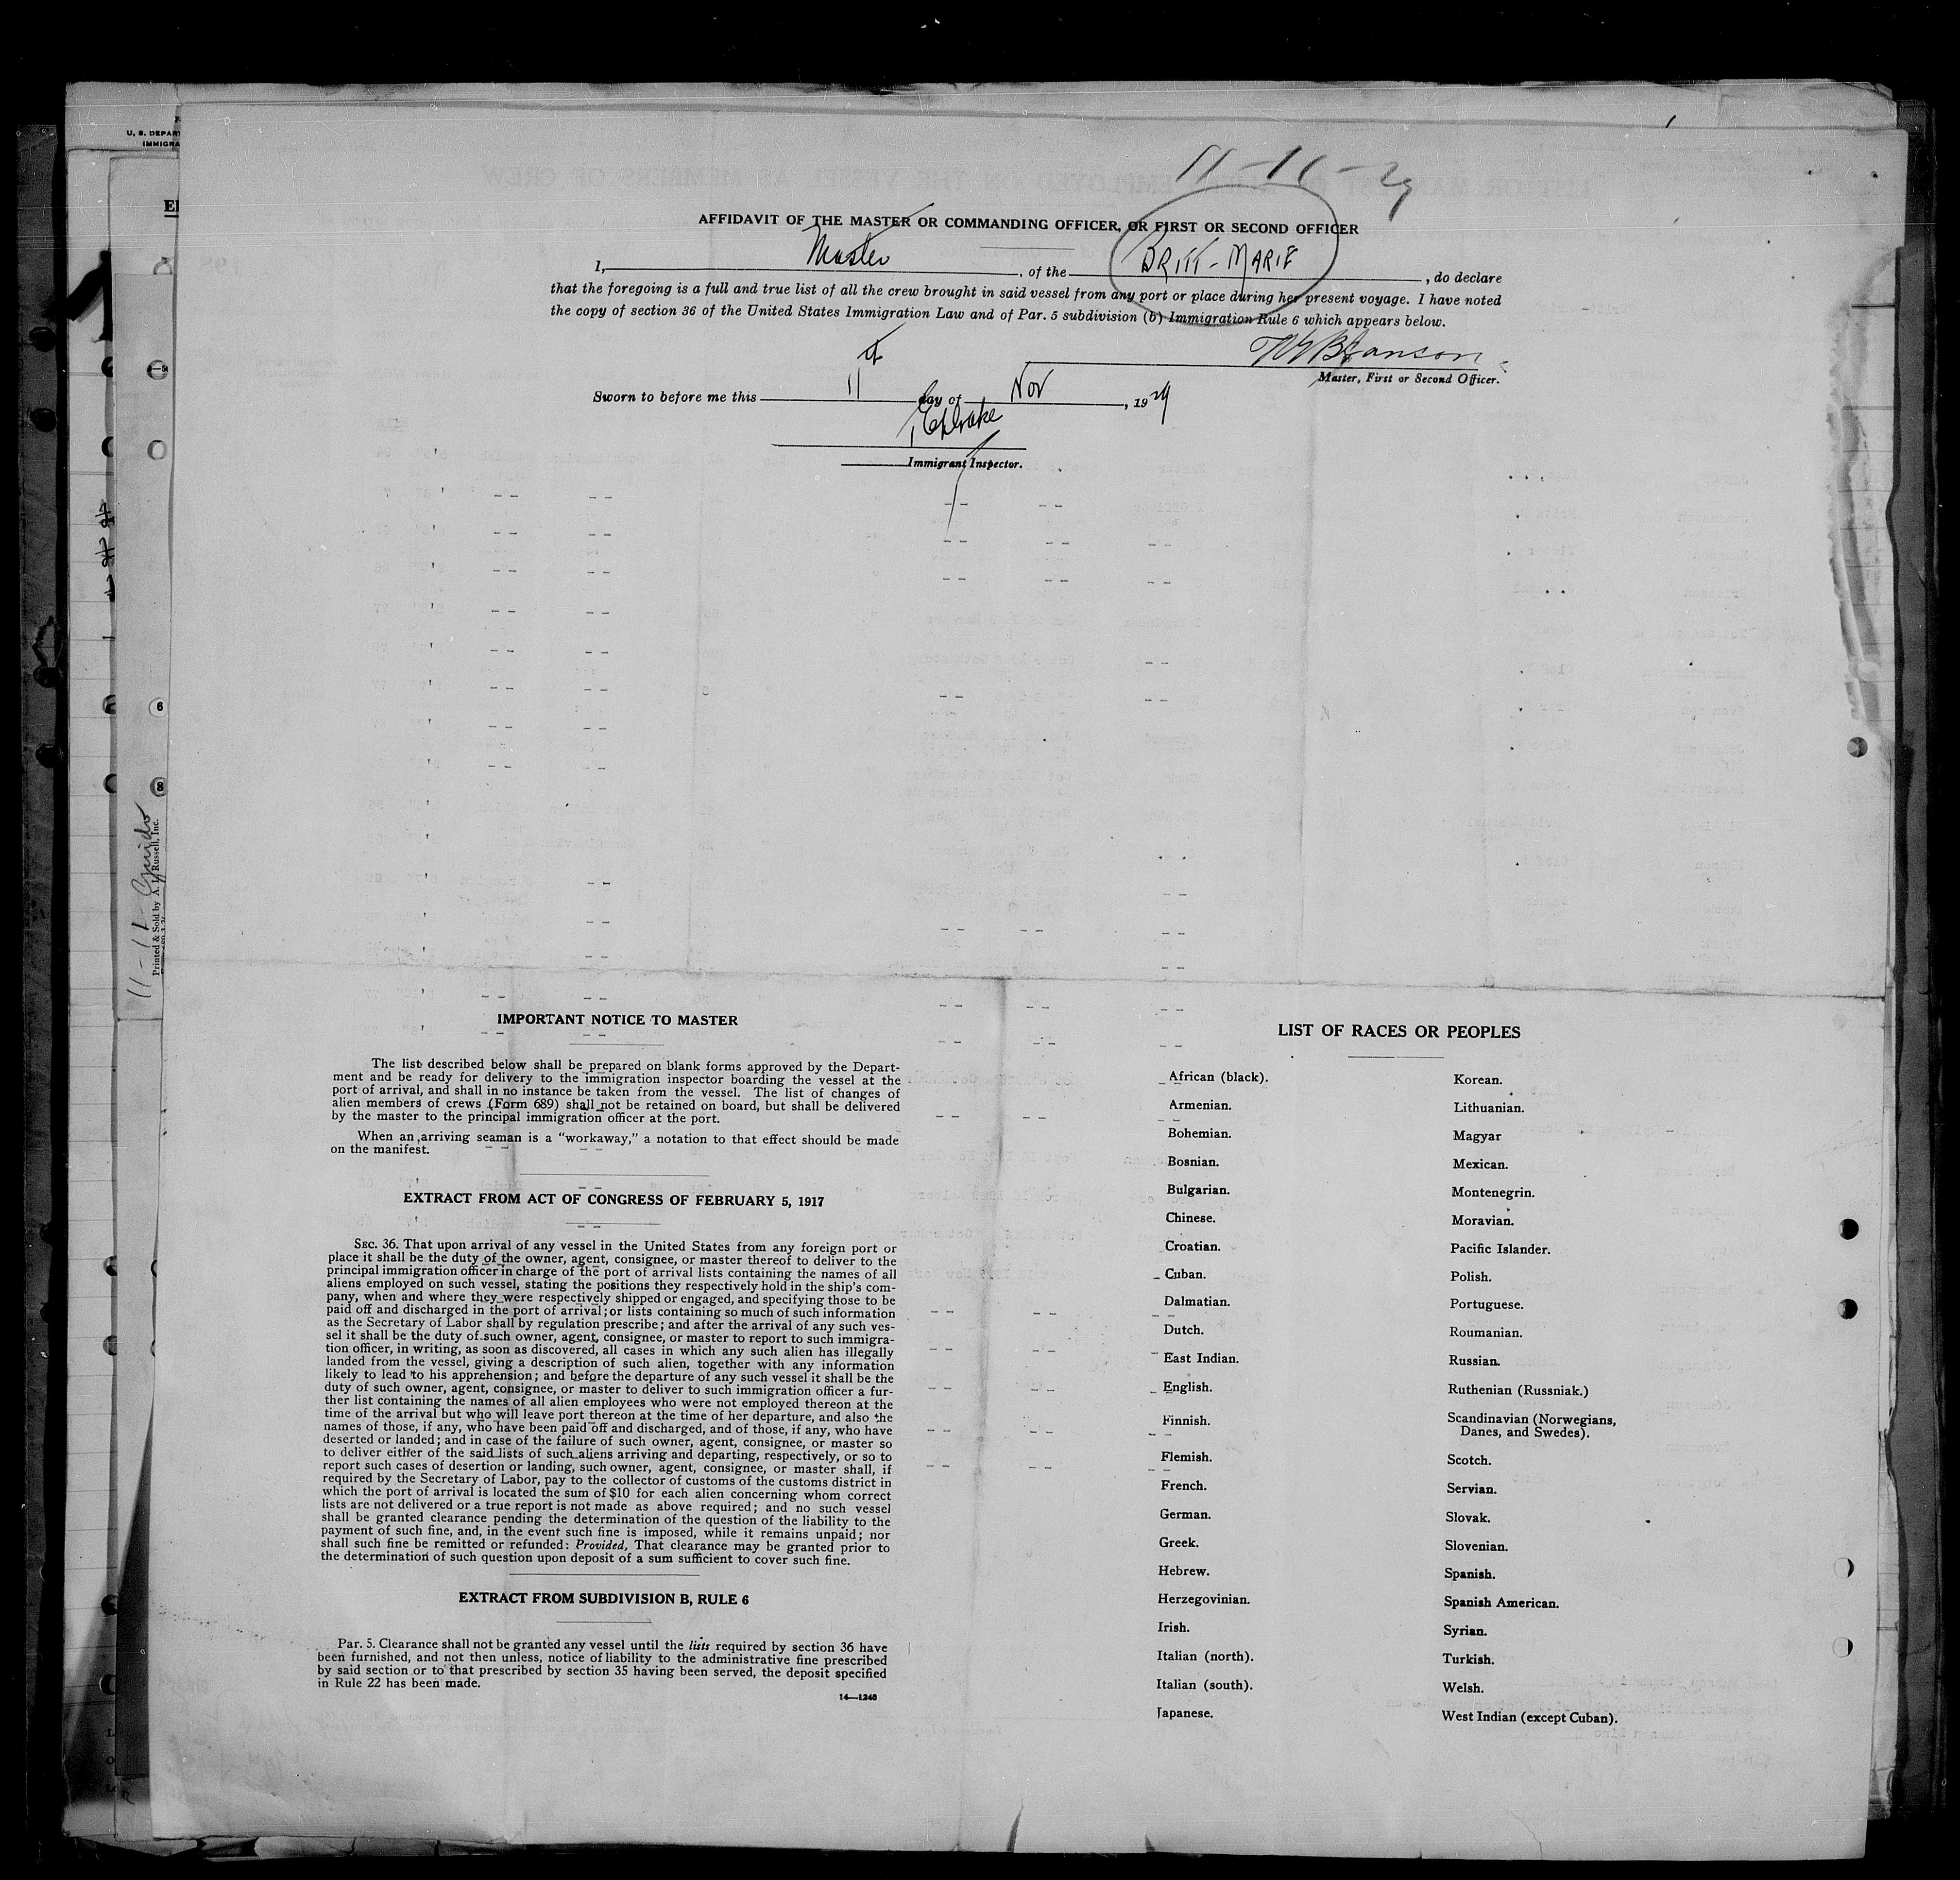 U. S. DEPART
IMMIGRA
11-11-29
AFFIDAVIT OF THE MASTER OR COMMANDING OFFICER, OR FIRST OR SECOND OFFICER
I, Master, of the BRITT-MARIE, do declare
that the foregoing is a full and true list of all the crew brought in said vessel from any port or place during her present voyage. I have noted
the copy of section 36 of the United States Immigration Law and of Par. 5 subdivision (b) Immigration Rule 6 which appears below.
Master, First or Second Officer.
Sworn to before me this 11 day of Nov, 1929
Immigrant Inspector.
11-11- Guido
Printed & Sold by A. L. Russell, Inc.
IMPORTANT NOTICE TO MASTER
The list described below shall be prepared on blank forms approved by the Depart-
ment and be ready for delivery to the immigration inspector boarding the vessel at the
port of arrival, and shall in no instance be taken from the vessel. The list of changes of
alien members of crews (Form 689) shall not be retained on board, but shall be delivered
by the master to the principal immigration officer at the port.
When an arriving seaman is a “workaway,” a notation to that effect should be made
on the manifest.
EXTRACT FROM ACT OF CONGRESS OF FEBRUARY 5, 1917
SEC. 36. That upon arrival of any vessel in the United States from any foreign port or
place it shall be the duty of the owner, agent, consignee, or master thereof to deliver to the
principal immigration officer in charge of the port of arrival lists containing the names of all
aliens employed on such vessel, stating the positions they respectively hold in the ship's com-
pany, when and where they were respectively shipped or engaged, and specifying those to be
paid off and discharged in the port of arrival; or lists containing so much of such information
as the Secretary of Labor shall by regulation prescribe; and after the arrival of any such ves-
sel it shall be the duty of such owner, agent, consignee, or master to report to such immigra-
tion officer, in writing, as soon as discovered, all cases in which any such alien has illegally
landed from the vessel, giving a description of such alien, together with any information
likely to lead to his apprehension; and before the departure of any such vessel it shall be the
duty of such owner, agent, consignee, or master to deliver to such immigration officer a fur-
ther list containing the names of all alien employees who were not employed thereon at the
time of the arrival but who will leave port thereon at the time of her departure, and also the
names of those, if any, who have been paid off and discharged, and of those, if any, who have
deserted or landed; and in case of the failure of such owner, agent, consignee, or master so
to deliver either of the said lists of such aliens arriving and departing, respectively, or so to
report such cases of desertion or landing, such owner, agent, consignee, or master shall, if
required by the Secretary of Labor, pay to the collector of customs of the customs district in
which the port of arrival is located the sum of $10 for each alien concerning whom correct
lists are not delivered or a true report is not made as above required; and no such vessel
shall be granted clearance pending the determination of the question of the liability to the
payment of such fine, and, in the event such fine is imposed, while it remains unpaid; nor
shall such fine be remitted or refunded: Provided, That clearance may be granted prior to
the determination of such question upon deposit of a sum sufficient to cover such fine.
EXTRACT FROM SUBDIVISION B, RULE 6
Par. 5. Clearance shall not be granted any vessel until the lists required by section 36 have
been furnished, and not then unless, notice of liability to the administrative fine prescribed
by said section or to that prescribed by section 35 having been served, the deposit specified
in Rule 22 has been made.
14—1240
LIST OF RACES OR PEOPLES
African (black).
Armenian.
Bohemian.
Bosnian.
Bulgarian.
Chinese.
Croatian.
Cuban.
Dalmatian.
Dutch.
East Indian.
English.
Finnish.
Flemish.
French.
German.
Greek.
Hebrew.
Herzegovinian.
Irish.
Italian (north).
Italian (south).
Japanese.
Korean.
Lithuanian.
Magyar
Mexican.
Montenegrin.
Moravian.
Pacific Islander.
Polish.
Portuguese.
Roumanian.
Russian.
Ruthenian (Russniak.)
Scandinavian (Norwegians,
Danes, and Swedes).
Scotch.
Servian.
Slovak.
Slovenian.
Spanish.
Spanish American.
Syrian.
Turkish.
Welsh.
West Indian (except Cuban).